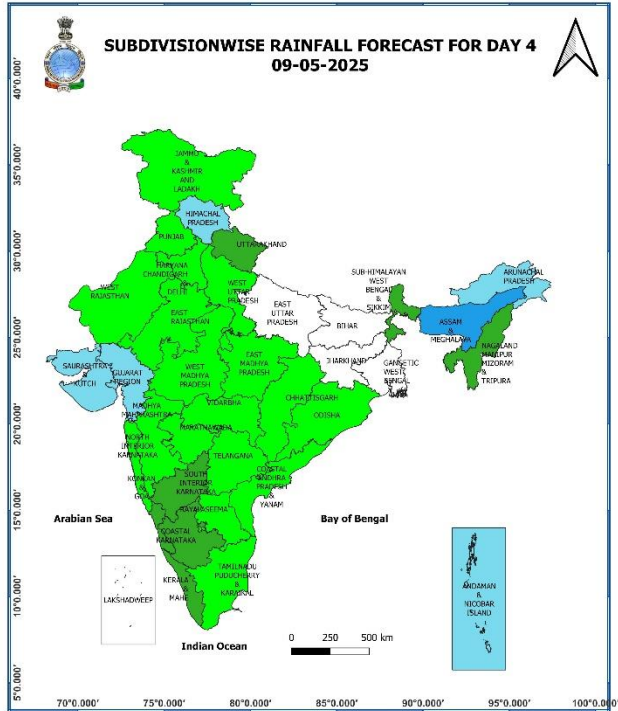 SUBDIVISIONWISE RAINFALL FORECAST FOR DAY 4
09-05-2025
40°0.000'
35°0.000'
30°0.000'
25°0.000'
20°0.000'
15°0.000'
10°0.000'
5°0.000'
JAMMU
&
KASHMIR
AND
LADAKH
HIMACHAL
PRADESH
PUNJAB
UTTARAKHAND
HARYANA
CHANDIGARH
&
DELHI
WEST
UTTAR
PRADESH
WEST
RAJASTHAN
EAST
UTTAR
PRADESH
SUB-HIMALAYAN
WEST
BENGAL
&
SIKKIM
ARUNACHAL
PRADESH
EAST
RAJASTHAN
BIHAR
ASSAM
&
MEGHALAYA
NAGALAND
MANIPUR
MIZORAM
&
TRIPURA
SAURASHTRA
&
KUTCH
GUJARAT
REGION
WEST
MADHYA
PRADESH
EAST
MADHYA
PRADESH
JHARKHAND
GANGETIC
WEST
BENGAL
CHHATTISGARH
ODISHA
MADHYA
MAHARASHTRA
VIDARBHA
MARATHAWADA
NORTH
INTERIOR
KARNATAKA
TELANGANA
KONKAN
&
GOA
SOUTH
INTERIOR
KARNATAKA
COASTAL
ANDHRA
PRADESH
&
YANAM
RAYALASEEMA
Arabian Sea
Bay of Bengal
COASTAL
KARNATAKA
KERALA
&
MAHE
TAMILNADU
PUDUCHERRY
&
KARAIKAL
LAKSHADWEEP
ANDAMAN
&
NICOBAR
ISLAND
Indian Ocean
0 250 500 km
70°0.000' 75°0.000' 80°0.000' 85°0.000' 90°0.000' 95°0.000' 100°0.000'